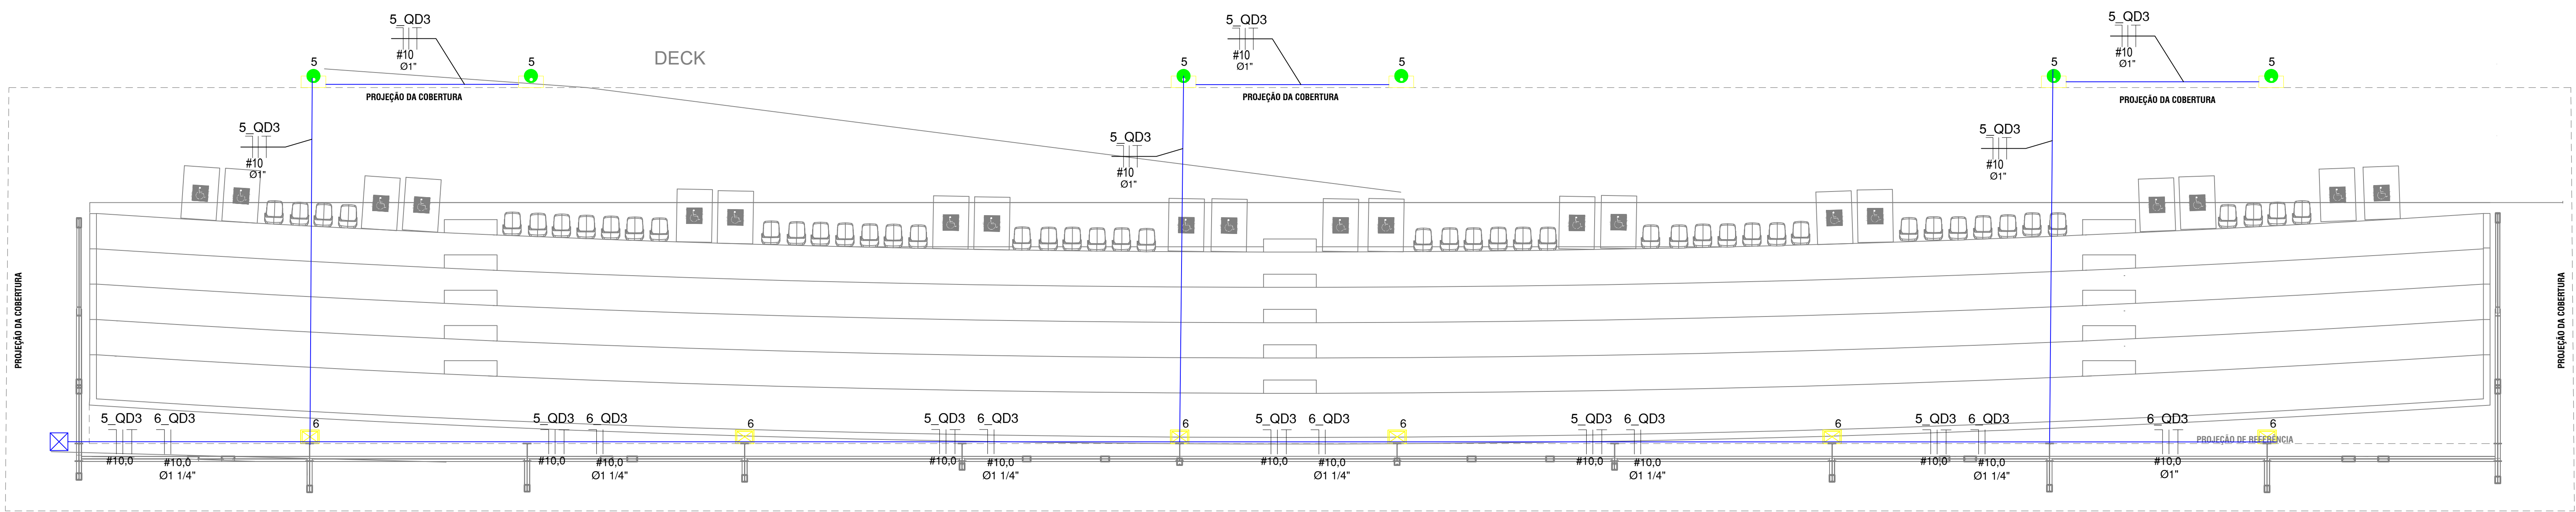 5_QD3
#10
Ø1"
5_QD3
#10
Ø1"
5_QD3
#10
Ø1"
DECK
5
5
5
5
5
5
PROJEÇÃO DA COBERTURA
PROJEÇÃO DA COBERTURA
PROJEÇÃO DA COBERTURA
5_QD3
#10
Ø1"
5_QD3
#10
Ø1"
5_QD3
#10
Ø1"
PROJEÇÃO DA COBERTURA
PROJEÇÃO DA COBERTURA
5_QD3 6_QD3
#10,0 #10,0
Ø1 1/4"
6
5_QD3 6_QD3
#10,0 #10,0
Ø1 1/4"
6
5_QD3 6_QD3
#10,0 #10,0
Ø1 1/4"
6
5_QD3 6_QD3
#10,0 #10,0
Ø1 1/4"
6
5_QD3 6_QD3
#10,0 #10,0
Ø1 1/4"
6
5_QD3 6_QD3
#10,0 #10,0
Ø1 1/4"
6_QD3
#10,0
Ø1"
6
PROJEÇÃO DE REFERÊNCIA